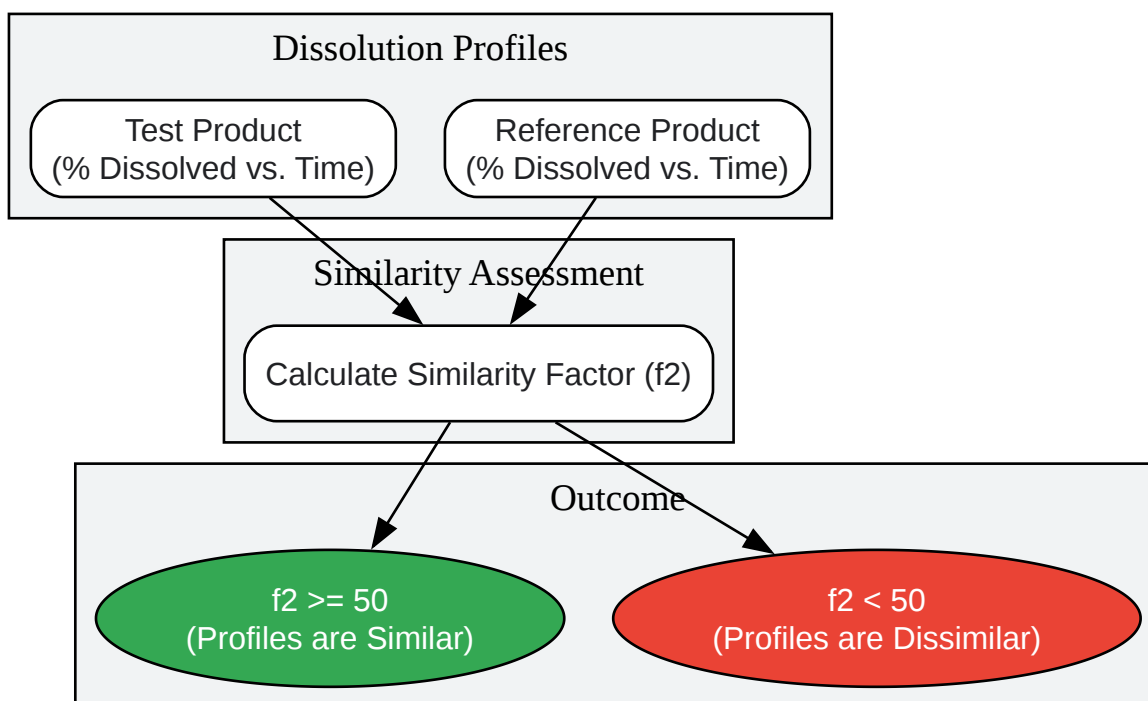 Dissolution Profiles
Test Product
(% Dissolved vs. Time)
Reference Product
(% Dissolved vs. Time)
Similarity Assessment
Calculate Similarity Factor (f2)
Outcome
f2 >= 50
(Profiles are Similar)
f2 < 50
(Profiles are Dissimilar)